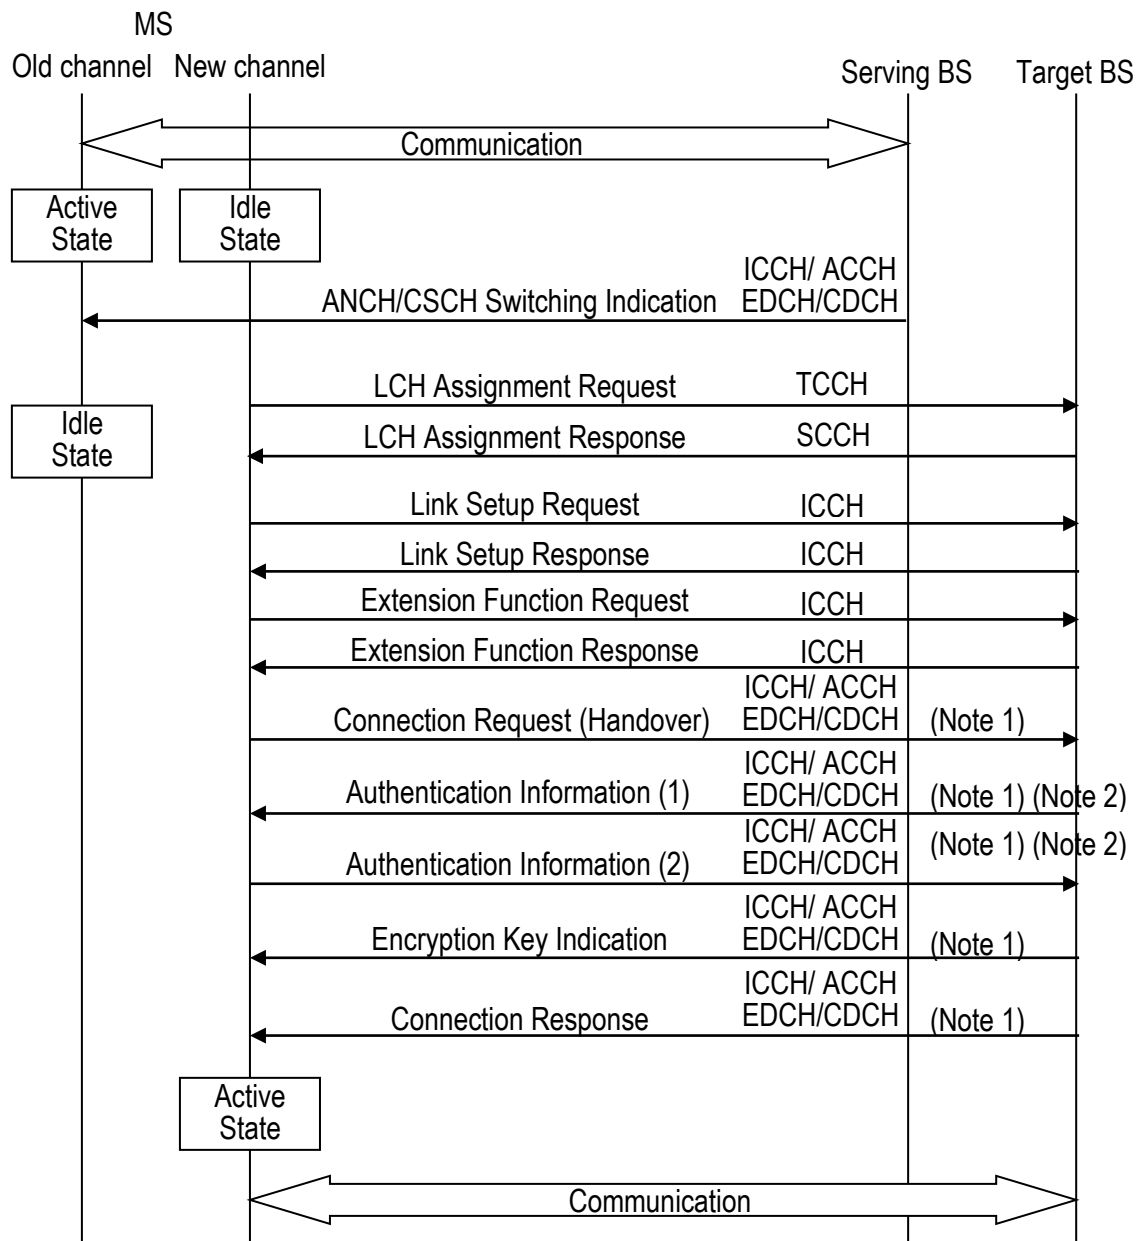 MS
Old channel New channel Serving BS Target BS
Communication
Active
State
Idle
State
ICCH/ ACCH
ANCH/CSCH Switching Indication EDCH/CDCH
LCH Assignment Request TCCH
Idle
State
LCH Assignment Response SCCH
Link Setup Request ICCH
Link Setup Response ICCH
Extension Function Request ICCH
Extension Function Response ICCH
ICCH/ ACCH
Connection Request (Handover) EDCH/CDCH (Note 1)
ICCH/ ACCH
Authentication Information (1) EDCH/CDCH (Note 1) (Note 2)
ICCH/ ACCH
Authentication Information (2) EDCH/CDCH (Note 1) (Note 2)
ICCH/ ACCH
Encryption Key Indication EDCH/CDCH (Note 1)
ICCH/ ACCH
Connection Response EDCH/CDCH (Note 1)
Active
State
Communication